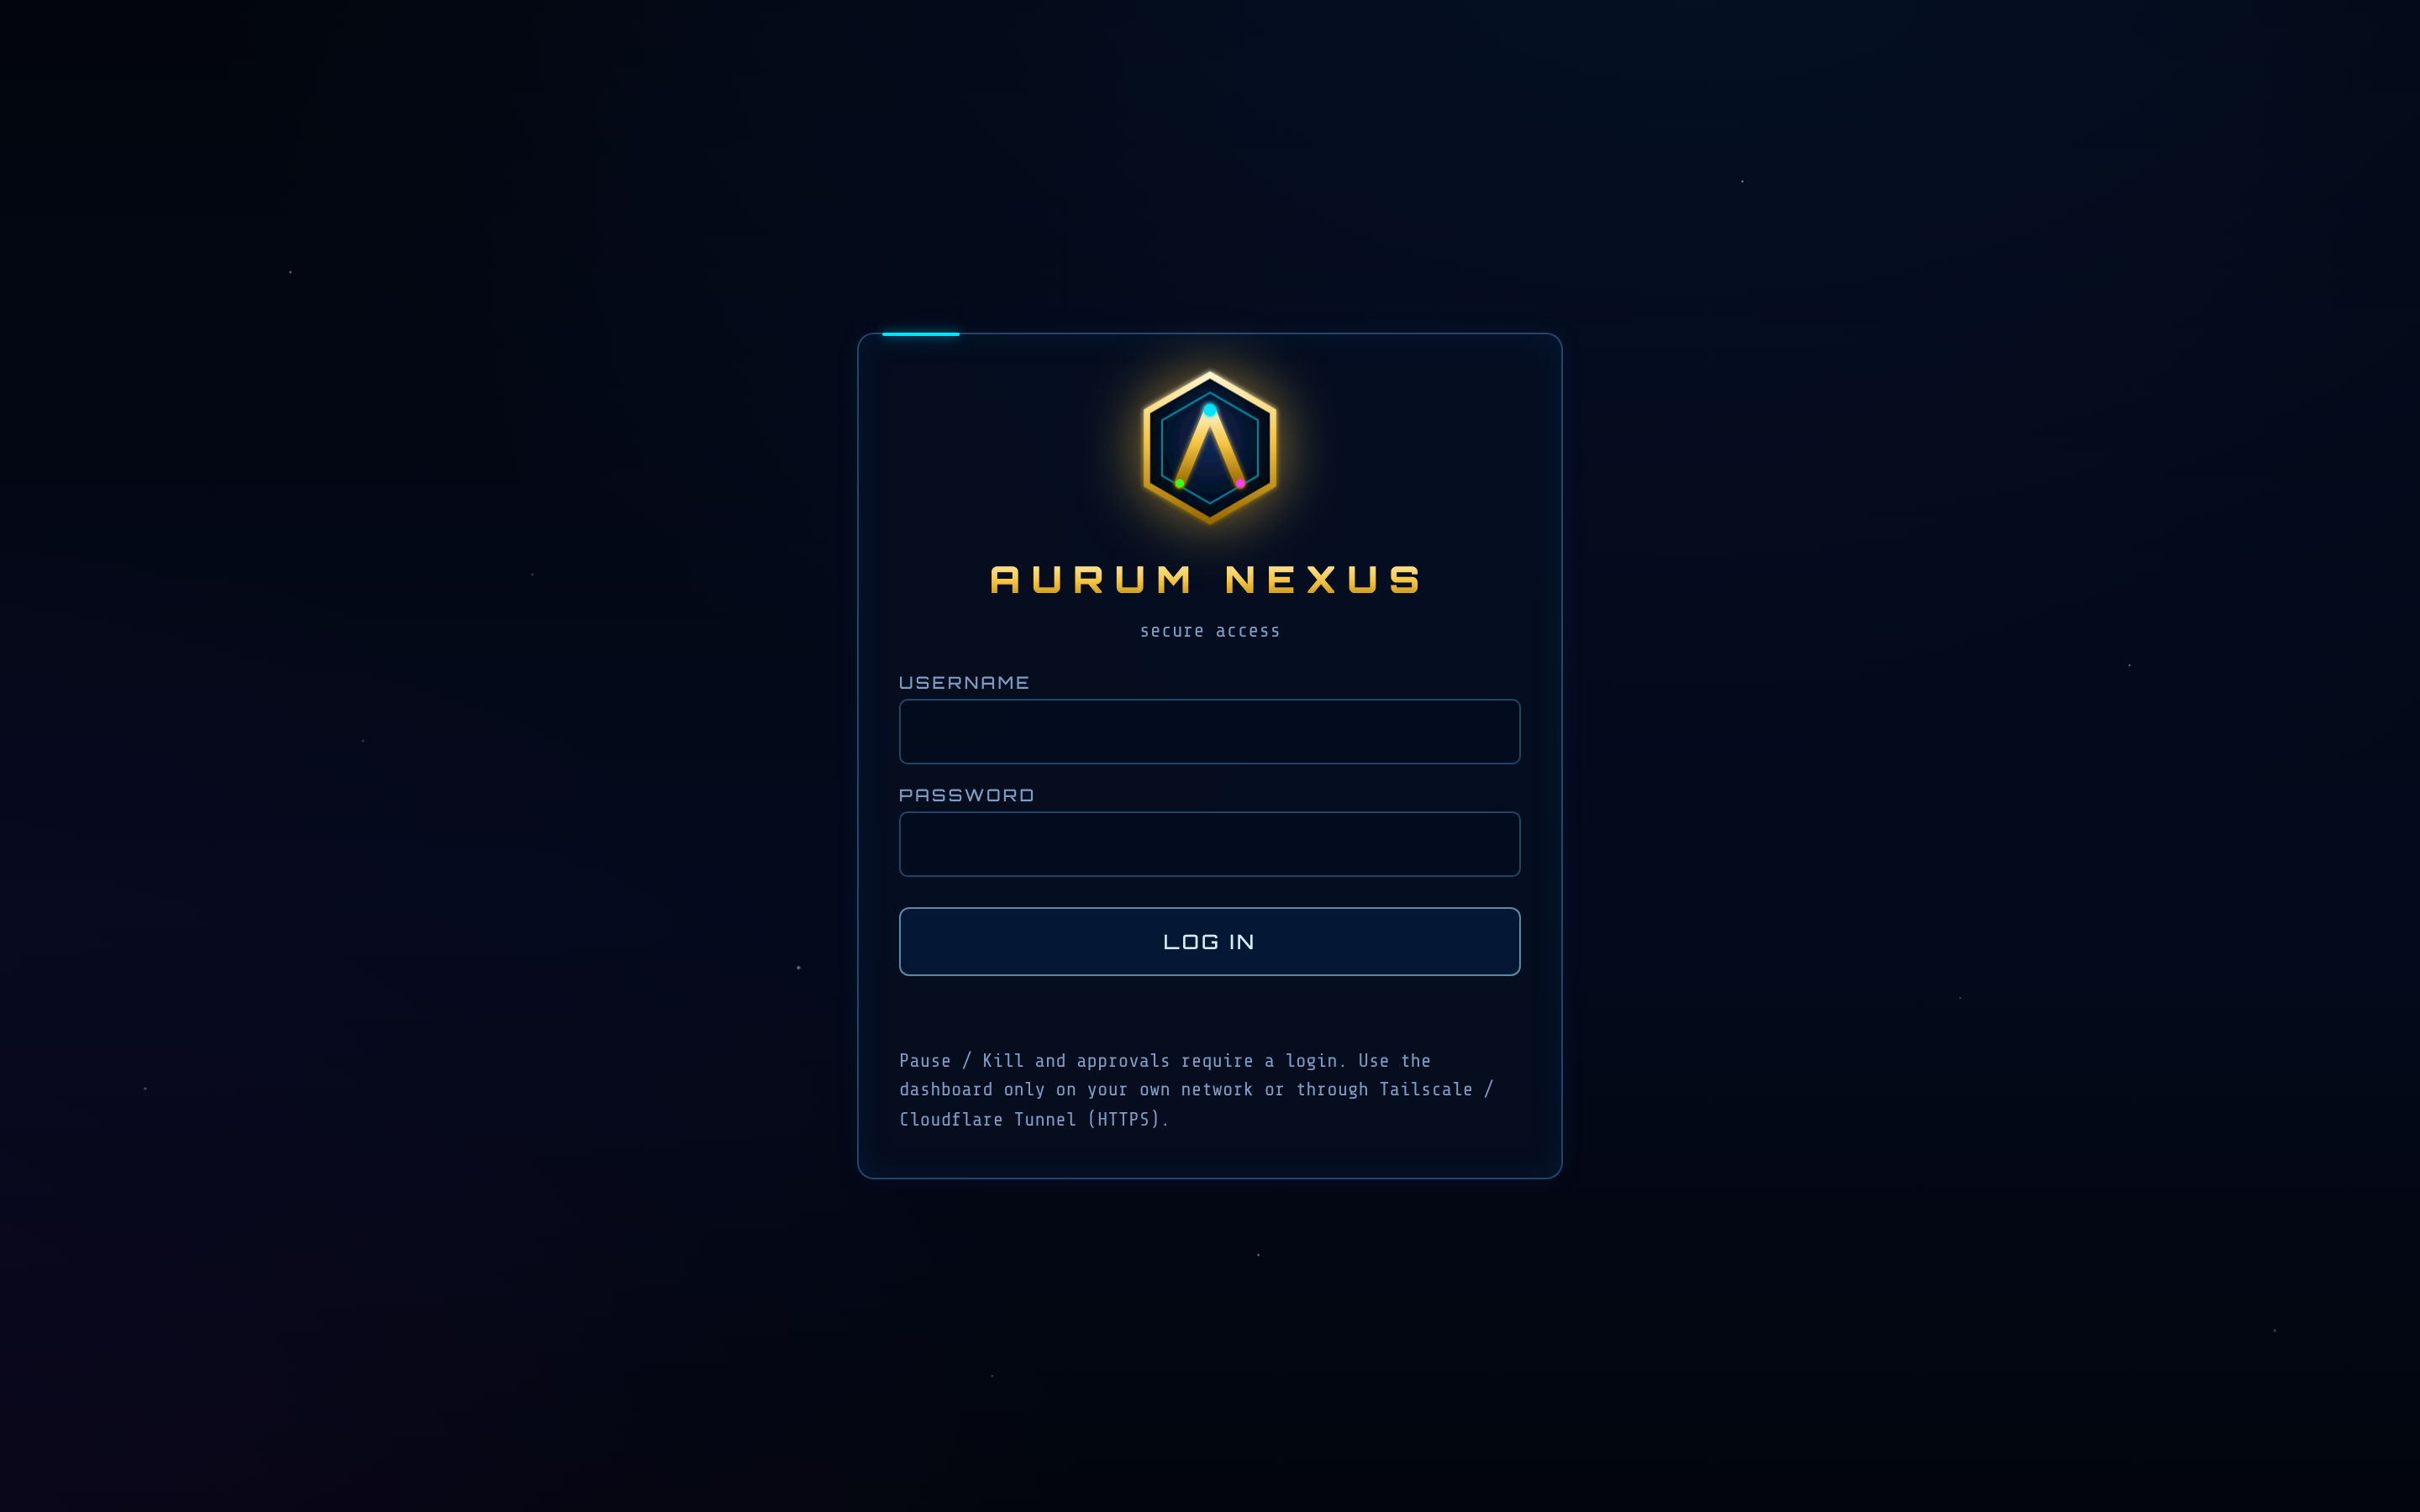 AURUM NEXUS
secure access
USERNAME
PASSWORD
LOG IN
Pause / Kill and approvals require a login. Use the
dashboard only on your own network or through Tailscale /
Cloudflare Tunnel (HTTPS).